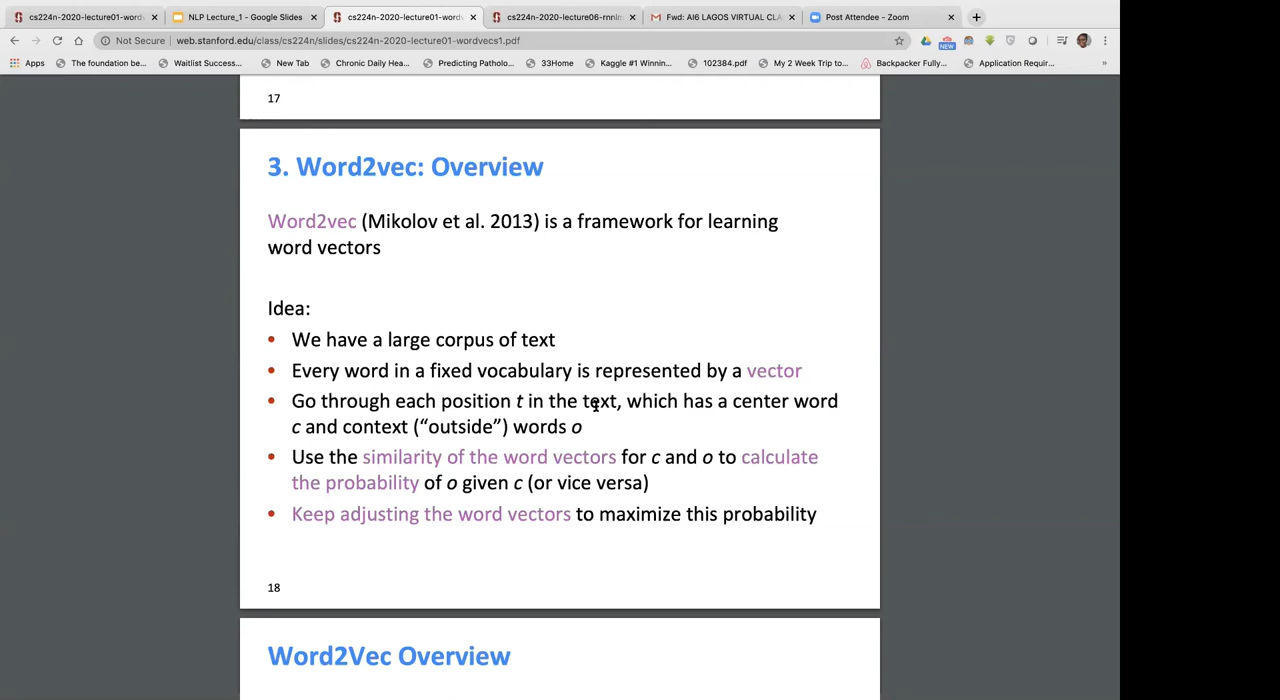 cs224n-2020-lecture01-word
NLP Lecture_1 - Google Slides
cs224n-2020-lecture01-word
cs224n-2020-lecture06-rnnl
Fwd: AI6 LAGOS VIRTUAL CLA
Post Attendee - Zoom
Not Secure
web.stanford.edu/class/cs224n/slides/cs224n-2020-lecture01-wordvecs1.pdf
NEW
Apps
The foundation be...
Waitlist Success...
New Tab
Chronic Daily Hea...
Predicting Patholo...
33Home
Kaggle #1 Winnin...
102384.pdf
My 2 Week Trip to...
Backpacker Fully...
Application Requir...
»
17
3. Word2vec: Overview
Word2vec (Mikolov et al. 2013) is a framework for learning
word vectors
Idea:
• We have a large corpus of text
• Every word in a fixed vocabulary is represented by a vector
• Go through each position t in the text, which has a center word
c and context (“outside”) words o
• Use the similarity of the word vectors for c and o to calculate
the probability of o given c (or vice versa)
• Keep adjusting the word vectors to maximize this probability
18
Word2Vec Overview